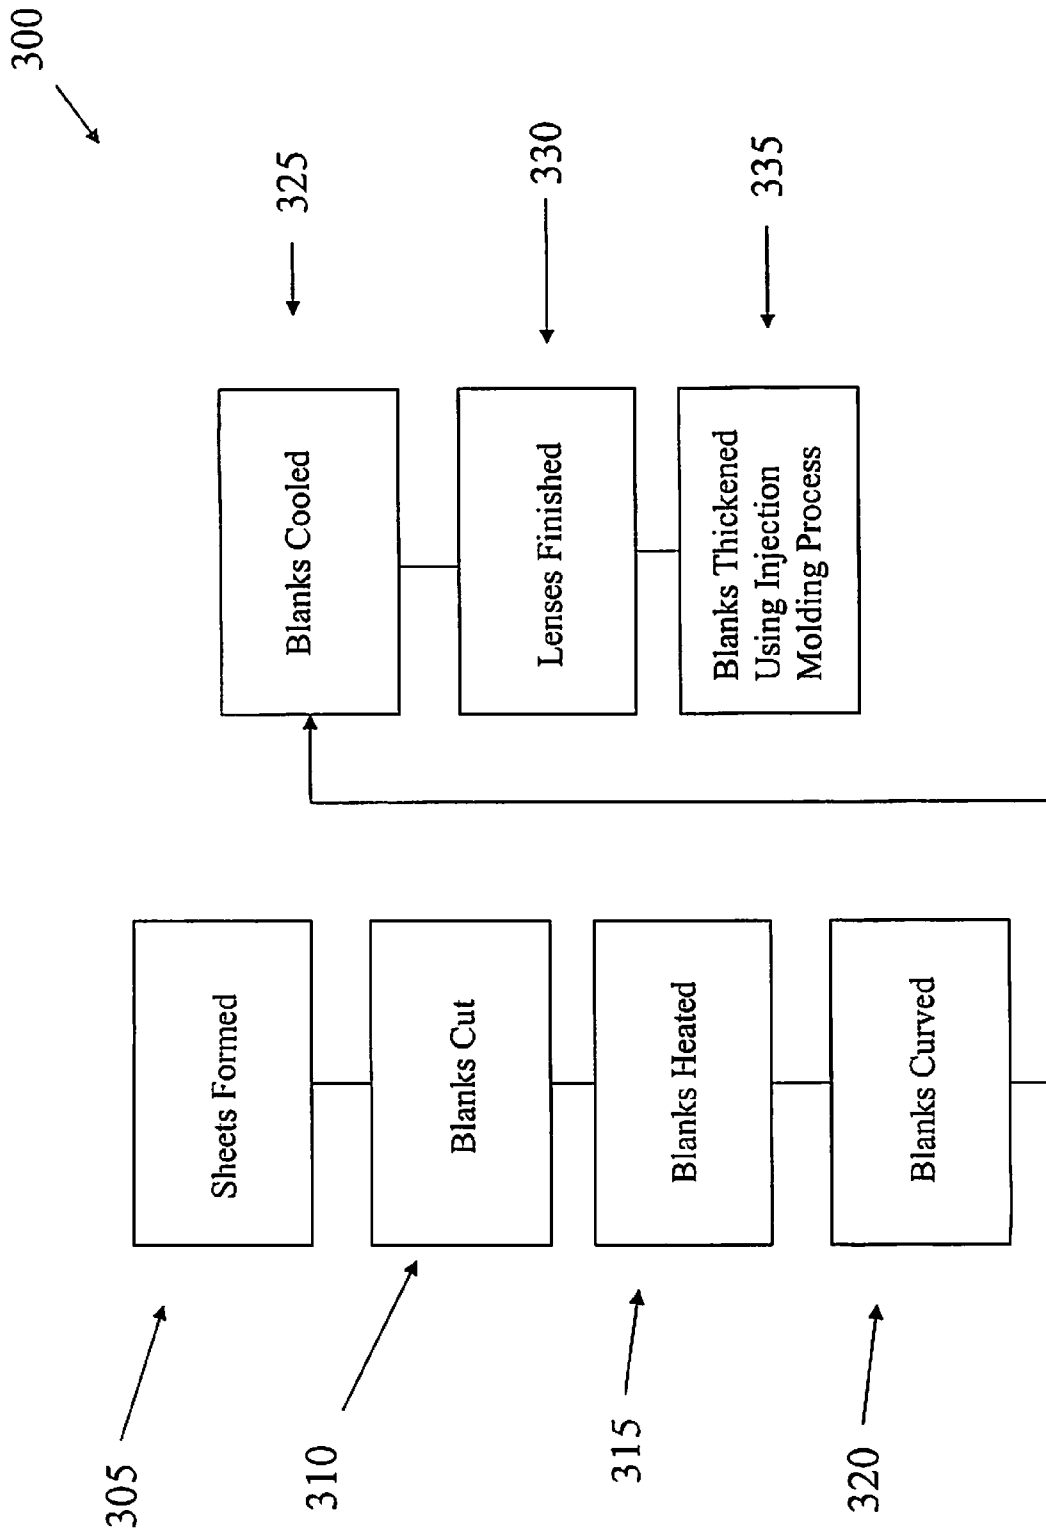 300
305
Sheets Formed
310
Blanks Cut
315
Blanks Heated
320
Blanks Curved
325
Blanks Cooled
330
Lenses Finished
335
Blanks Thickened
Using Injection
Molding Process